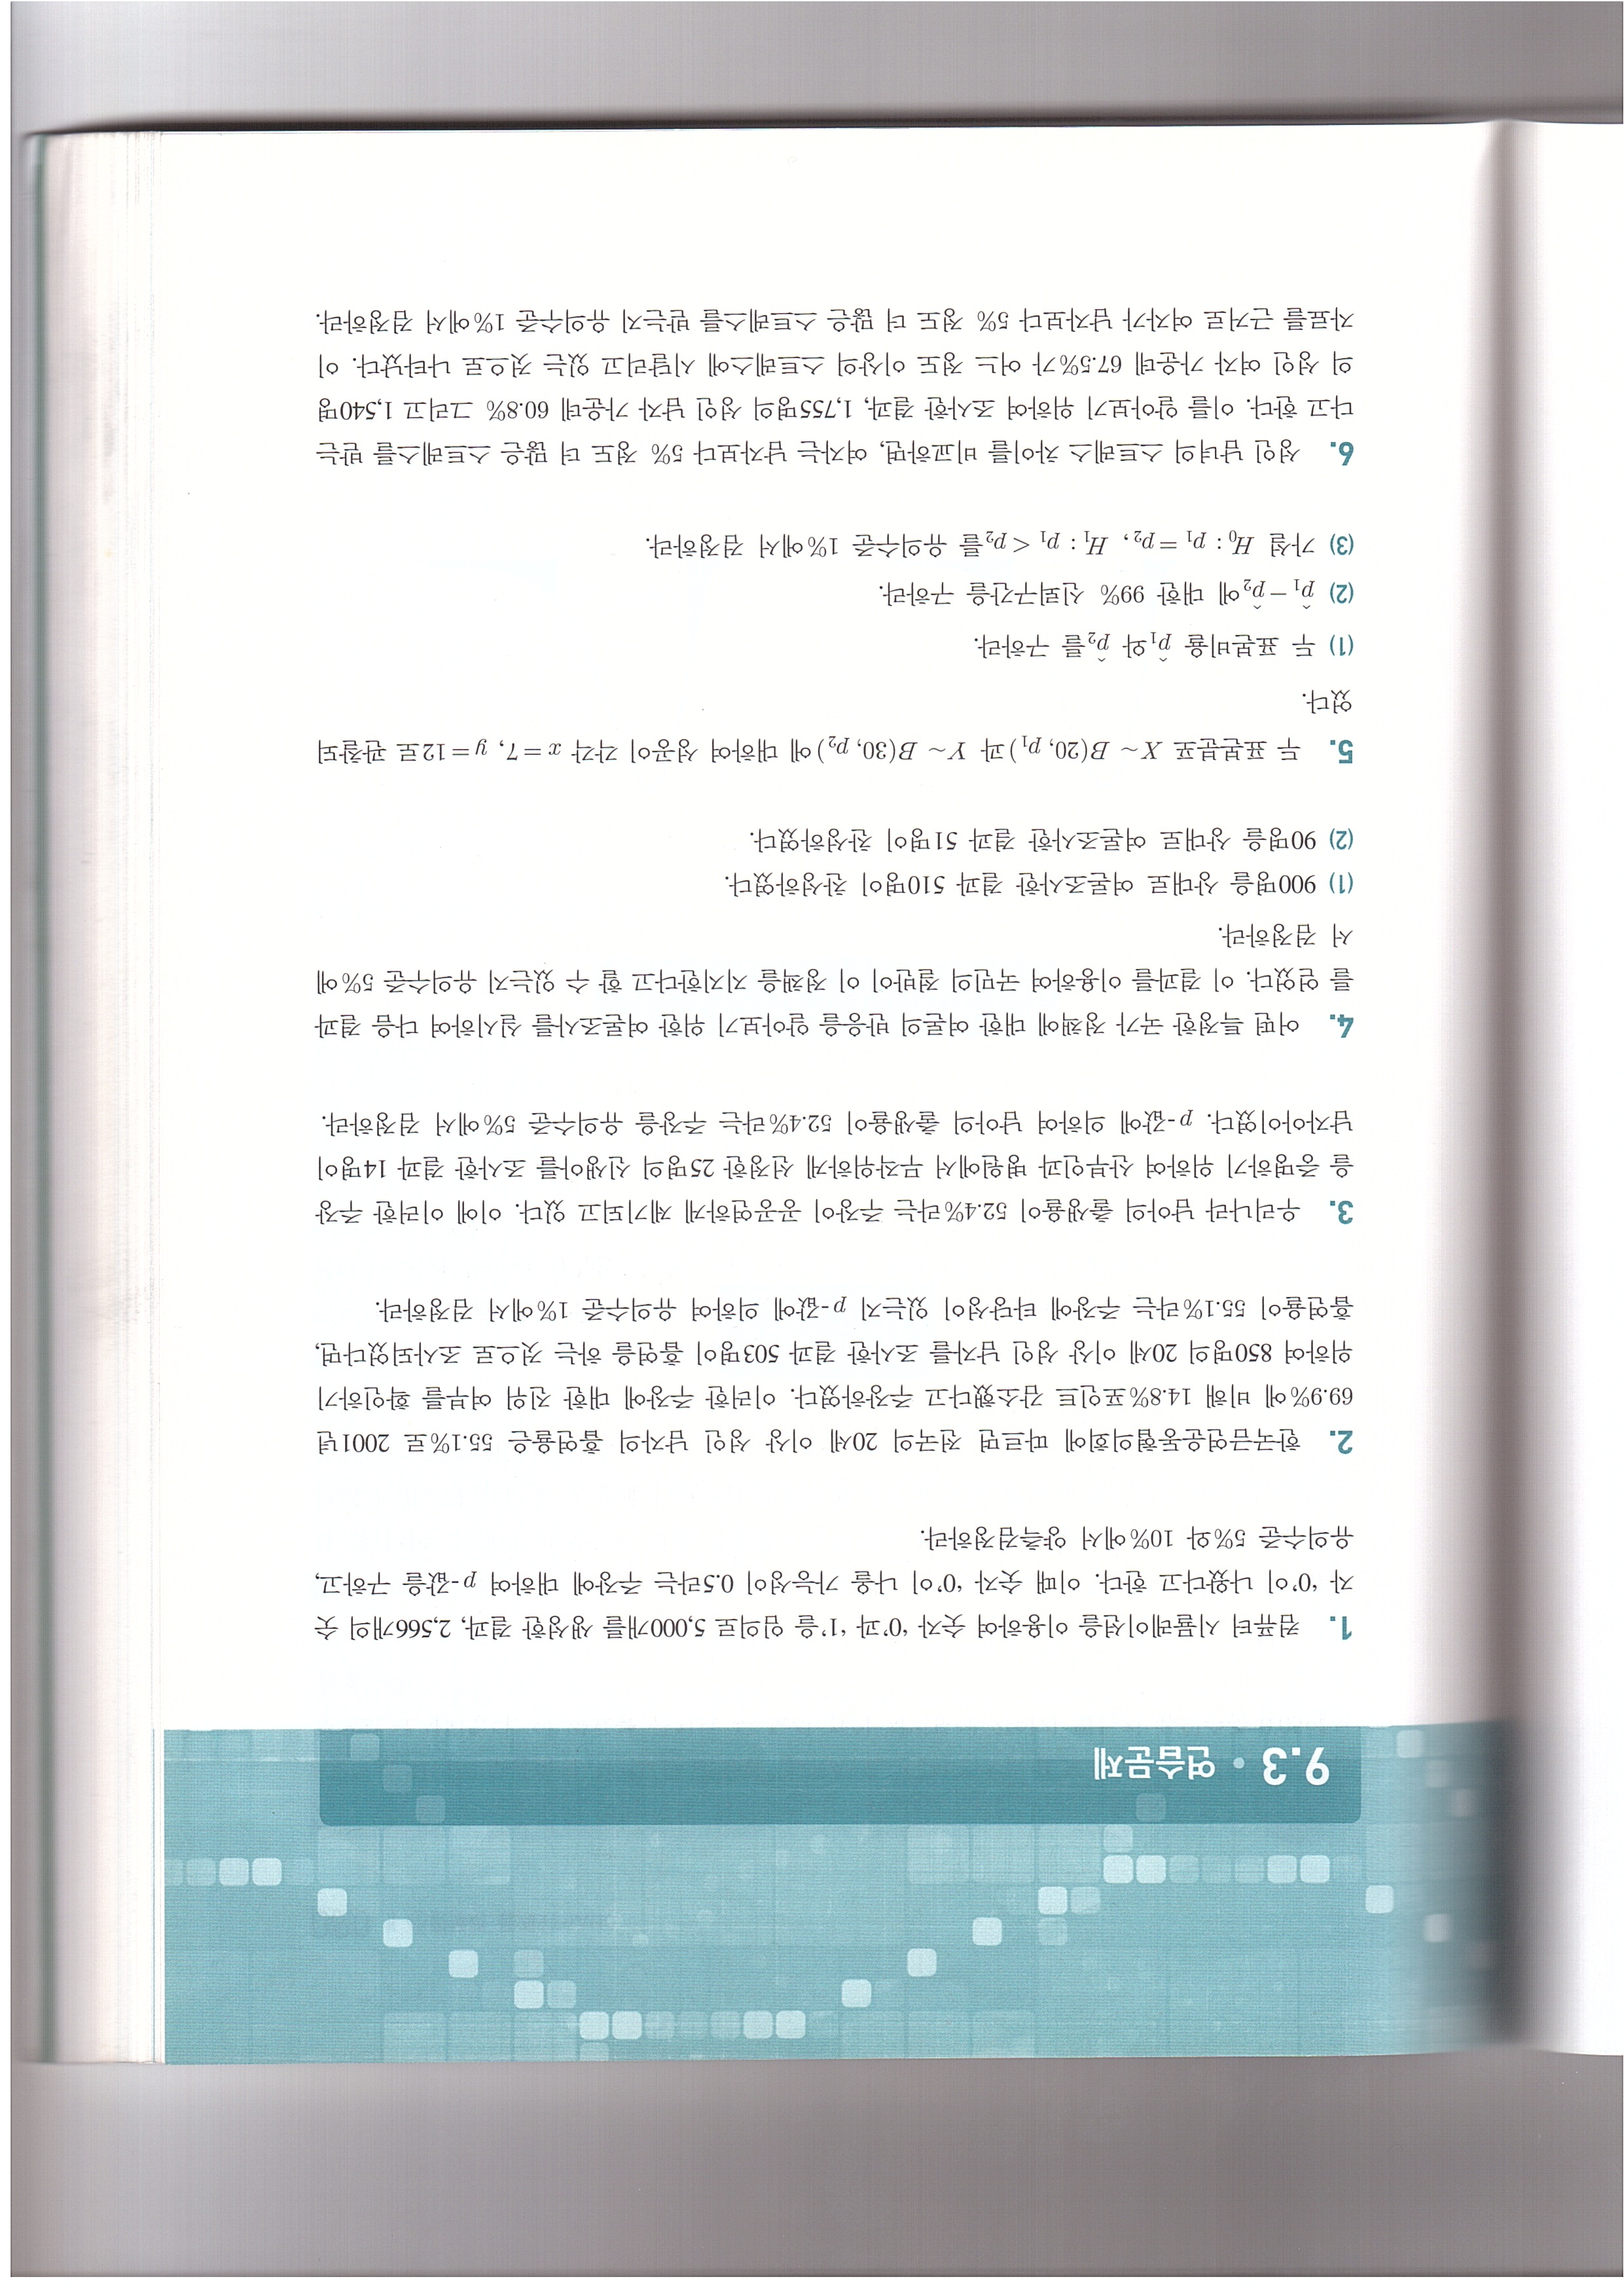 9.3 • 연습문제
1. 컴퓨터 시뮬레이션을 이용하여 숫자 ‘0’과 ‘1’을 임의로 5,000개를 생성한 결과, 2,566개의 숫
자 ‘0’이 나왔다고 한다. 이때 숫자 ‘0’이 나올 가능성이 0.5라는 주장에 대하여 p-값을 구하고,
유의수준 5%와 10%에서 양측검정하라.
2. 한국금연운동협의회에 따르면 전국의 20세 이상 성인 남자의 흡연율은 55.1%로 2001년
69.9%에 비해 14.8%포인트 감소했다고 주장하였다. 이러한 주장에 대한 진위 여부를 확인하기
위하여 850명의 20세 이상 성인 남자를 조사한 결과 503명이 흡연을 하는 것으로 조사되었다면,
흡연율이 55.1%라는 주장에 타당성이 있는지 p-값에 의하여 유의수준 1%에서 검정하라.
3. 우리나라 남아의 출생율이 52.4%라는 주장이 공공연하게 제기되고 있다. 이에 이러한 주장
을 증명하기 위하여 산부인과 병원에서 무작위하게 선정한 25명의 신생아를 조사한 결과 14명이
남자아이였다. p-값에 의하여 남아의 출생율이 52.4%라는 주장을 유의수준 5%에서 검정하라.
4. 어떤 특정한 국가 정책에 대한 여론의 반응을 알아보기 위한 여론조사를 실시하여 다음 결과
를 얻었다. 이 결과를 이용하여 국민의 절반이 이 정책을 지지한다고 할 수 있는지 유의수준 5%에
서 검정하라.
(1) 900명을 상대로 여론조사한 결과 510명이 찬성하였다.
(2) 90명을 상대로 여론조사한 결과 51명이 찬성하였다.
5. 두 표본분포 X ~ B(20, p₁)과 Y ~ B(30, p₂)에 대하여 성공이 각각 x = 7, y = 12로 관찰되
었다.
(1) 두 표본비율 p̂₁와 p̂₂를 구하라.
(2) p̂₁ − p̂₂에 대한 99% 신뢰구간을 구하라.
(3) 가설 H₀ : p₁ = p₂, H₁ : p₁ < p₂를 유의수준 1%에서 검정하라.
6. 성인 남녀의 스트레스 차이를 비교하면, 여자는 남자보다 5% 정도 더 많은 스트레스를 받는
다고 한다. 이를 알아보기 위하여 조사한 결과, 1,755명의 성인 남자 가운데 60.8% 그리고 1,540명
의 성인 여자 가운데 67.5%가 어느 정도 이상의 스트레스에 시달리고 있는 것으로 나타났다. 이
자료를 근거로 여자가 남자보다 5% 정도 더 많은 스트레스를 받는지 유의수준 1%에서 검정하라.